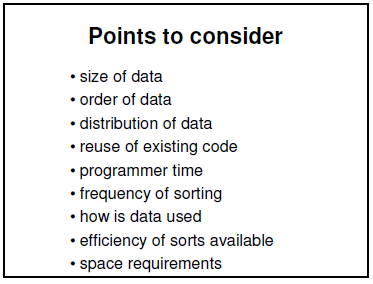 Points to consider
• size of data
• order of data
• distribution of data
• reuse of existing code
• programmer time
• frequency of sorting
• how is data used
• efficiency of sorts available
• space requirements